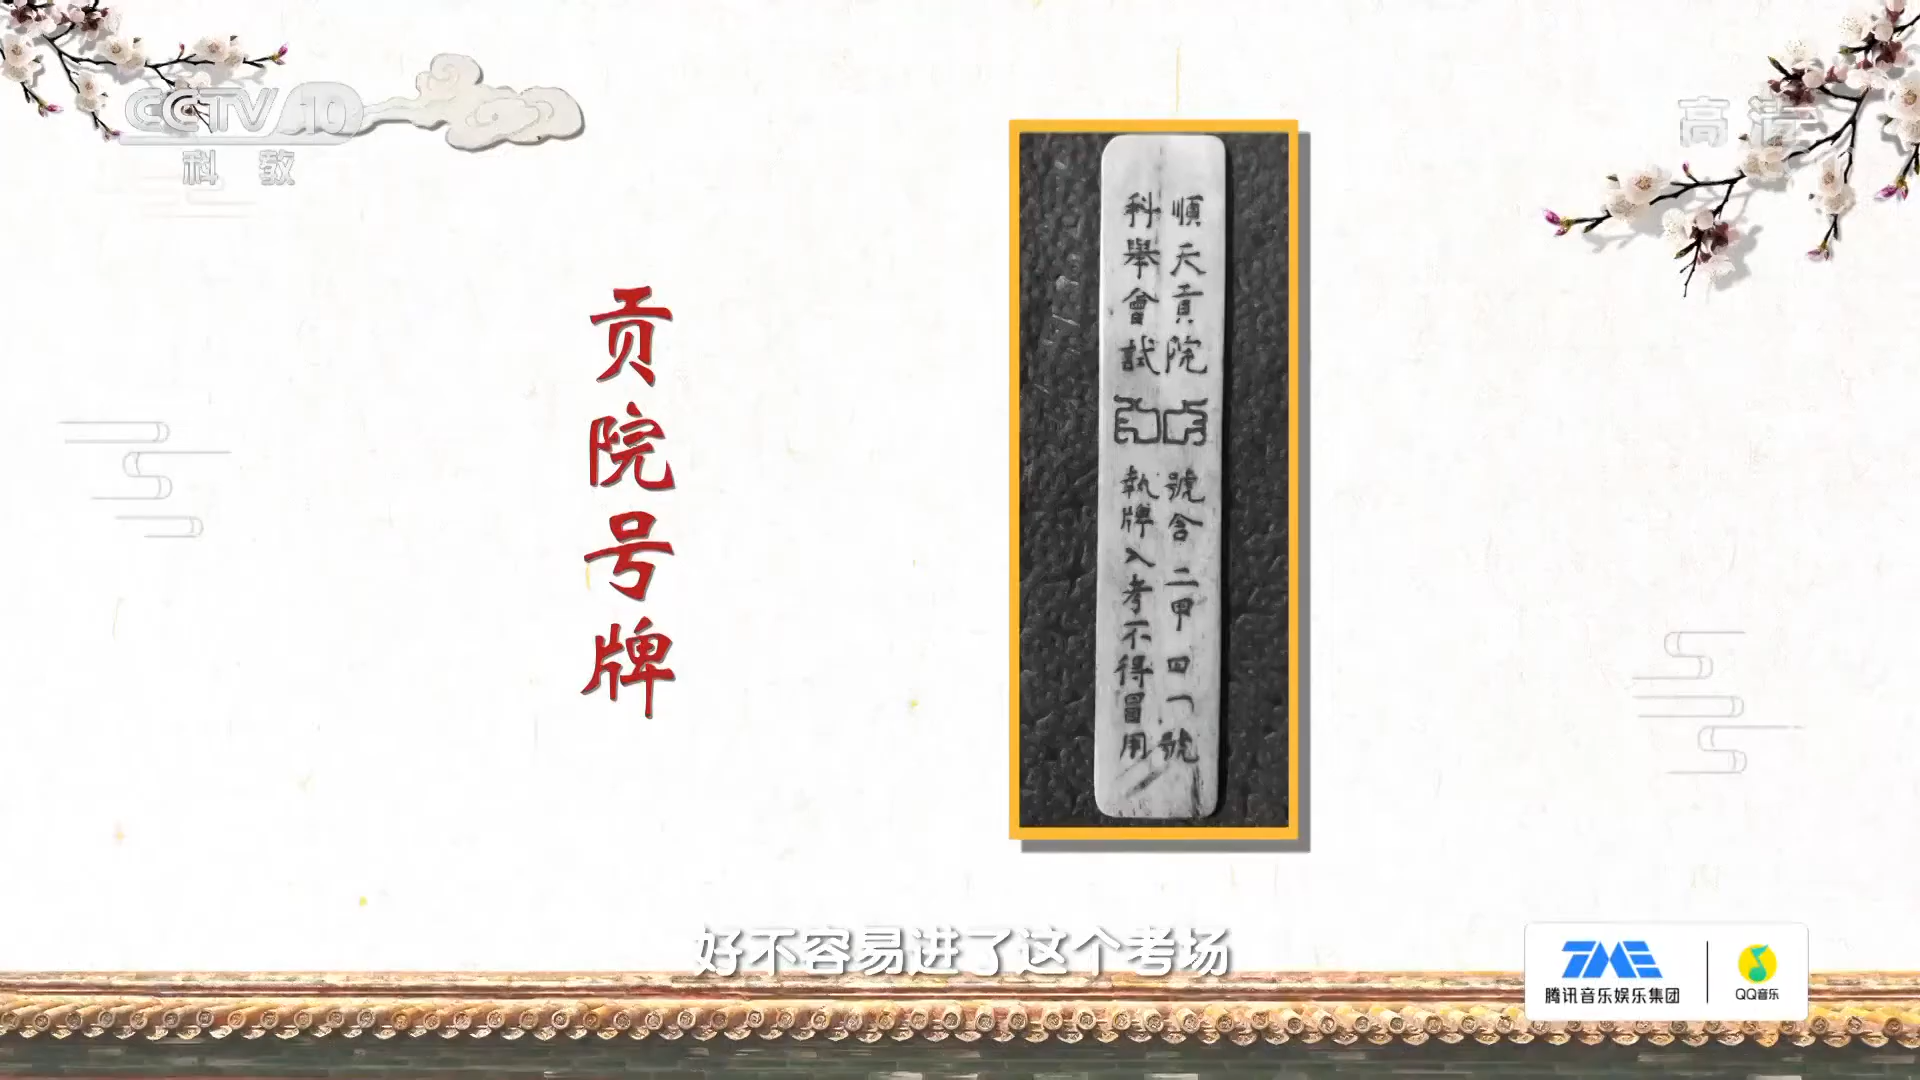 CCTV 10
科 教
高清
贡院号牌
順天貢院
科舉會試
號舍 二甲 四一號
執牌入考不得冒用
好不容易进了这个考场
TME
腾讯音乐娱乐集团
QQ音乐